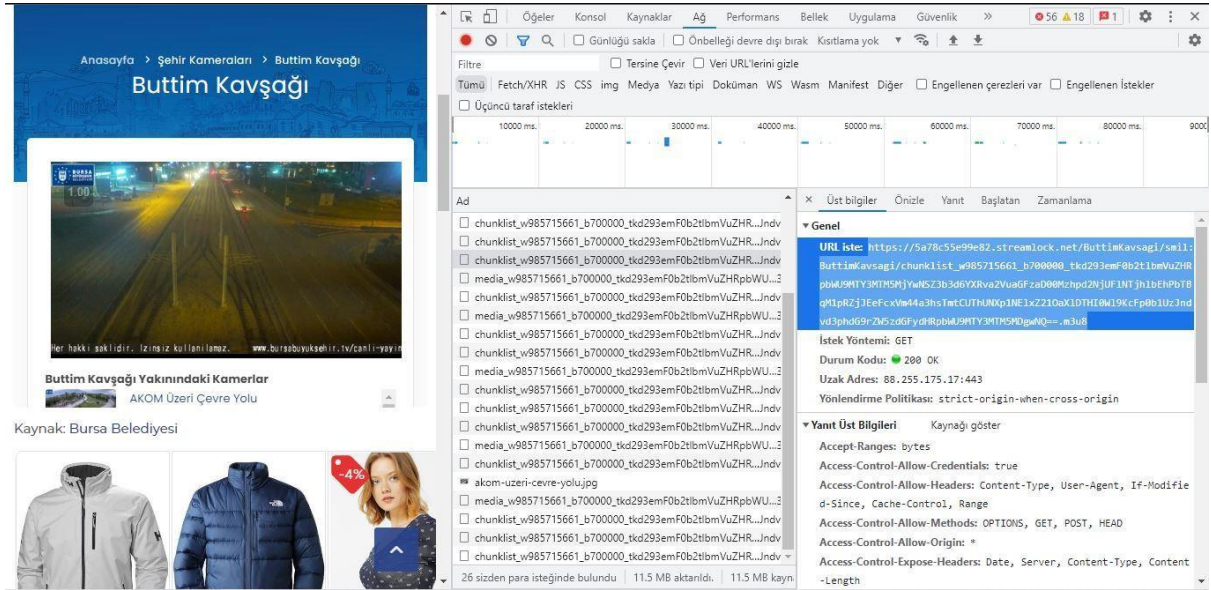 Anasayfa > Şehir Kameraları > Buttim Kavşağı
Buttim Kavşağı
BURSA
1.00
Her hakkı saklidir. Izinsiz kullanilamaz. www.bursabuyuksehir.tv/canli-yayin
Buttim Kavşağı Yakınındaki Kamerlar
AKOM Üzeri Çevre Yolu
Kaynak: Bursa Belediyesi
-4%
Öğeler Konsol Kaynaklar Ağ Performans Bellek Uygulama Güvenlik » 56 18 1
Günlüğü sakla Önbelleği devre dışı bırak Kısıtlama yok
Filtre Tersine Çevir Veri URL'lerini gizle
Tümü Fetch/XHR JS CSS img Medya Yazı tipi Doküman WS Wasm Manifest Diğer Engellenen çerezleri var Engellenen İstekler
Üçüncü taraf istekleri
10000 ms. 20000 ms. 30000 ms. 40000 ms. 50000 ms. 60000 ms. 70000 ms. 80000 ms. 9000
Ad
chunklist_w985715661_b700000_tkd293emF0b2tlbmVuZHR...Jndv
chunklist_w985715661_b700000_tkd293emF0b2tlbmVuZHR...Jndv
chunklist_w985715661_b700000_tkd293emF0b2tlbmVuZHR...Jndv
media_w985715661_b700000_tkd293emF0b2tlbmVuZHRpbWU...3
chunklist_w985715661_b700000_tkd293emF0b2tlbmVuZHR...Jndv
media_w985715661_b700000_tkd293emF0b2tlbmVuZHRpbWU...3
chunklist_w985715661_b700000_tkd293emF0b2tlbmVuZHR...Jndv
chunklist_w985715661_b700000_tkd293emF0b2tlbmVuZHR...Jndv
media_w985715661_b700000_tkd293emF0b2tlbmVuZHRpbWU...3
chunklist_w985715661_b700000_tkd293emF0b2tlbmVuZHR...Jndv
chunklist_w985715661_b700000_tkd293emF0b2tlbmVuZHR...Jndv
chunklist_w985715661_b700000_tkd293emF0b2tlbmVuZHR...Jndv
media_w985715661_b700000_tkd293emF0b2tlbmVuZHRpbWU...3
chunklist_w985715661_b700000_tkd293emF0b2tlbmVuZHR...Jndv
akom-uzeri-cevre-yolu.jpg
media_w985715661_b700000_tkd293emF0b2tlbmVuZHRpbWU...3
chunklist_w985715661_b700000_tkd293emF0b2tlbmVuZHR...Jndv
chunklist_w985715661_b700000_tkd293emF0b2tlbmVuZHR...Jndv
chunklist_w985715661_b700000_tkd293emF0b2tlbmVuZHR...Jndv
26 sizden para isteğinde bulundu 11.5 MB aktarıldı. 11.5 MB kayn
× Üst bilgiler Önizle Yanıt Başlatan Zamanlama
Genel
URL iste: https://5a78c55e99e82.streamlock.net/ButtimKavsagi/smil:
ButtimKavsagi/chunklist_w985715661_b700000_tkd293emF0b2tlbmVuZHR
İstek Yöntemi: GET
Durum Kodu: 200 OK
Uzak Adres: 88.255.175.17:443
Yönlendirme Politikası: strict-origin-when-cross-origin
Yanıt Üst Bilgileri Kaynağı göster
Accept-Ranges: bytes
Access-Control-Allow-Credentials: true
Access-Control-Allow-Headers: Content-Type, User-Agent, If-Modifie
d-Since, Cache-Control, Range
Access-Control-Allow-Methods: OPTIONS, GET, POST, HEAD
Access-Control-Allow-Origin: *
Access-Control-Expose-Headers: Date, Server, Content-Type, Content
-Length